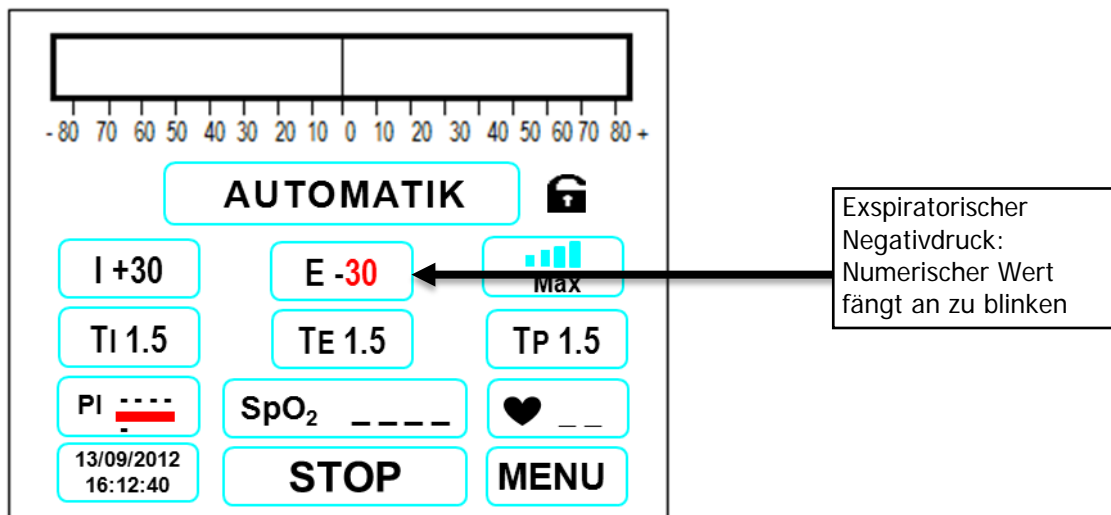 - 80 70 60 50 40 30 20 10 0 10 20 30 40 50 60 70 80 +
AUTOMATIK
I +30 E -30 Max
TI 1.5 TE 1.5 TP 1.5
PI - - - - - SpO₂ _ _ _ _ _ _
13/09/2012
16:12:40
STOP
MENU
Exspiratorischer
Negativdruck:
Numerischer Wert
fängt an zu blinken